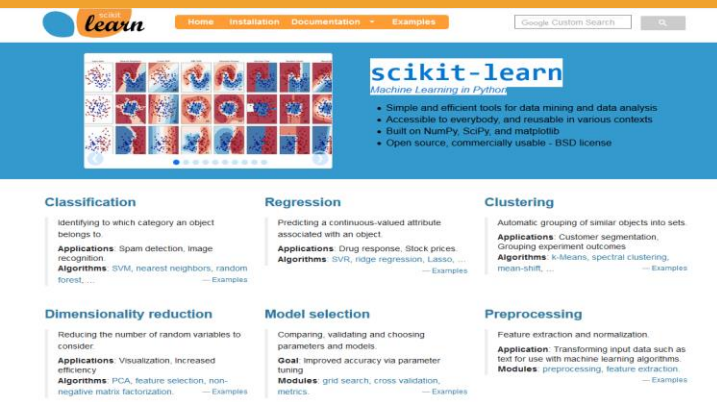 scikit
learn
Home Installation Documentation Examples
Google Custom Search
scikit-learn
Machine Learning in Python
Simple and efficient tools for data mining and data analysis
Accessible to everybody, and reusable in various contexts
Built on NumPy, SciPy, and matplotlib
Open source, commercially usable - BSD license
Classification
Identifying to which category an object
belongs to.
Applications: Spam detection, Image
recognition.
Algorithms: SVM, nearest neighbors, random
forest, ... — Examples
Regression
Predicting a continuous-valued attribute
associated with an object.
Applications: Drug response, Stock prices.
Algorithms: SVR, ridge regression, Lasso, ...
— Examples
Clustering
Automatic grouping of similar objects into sets.
Applications: Customer segmentation,
Grouping experiment outcomes
Algorithms: k-Means, spectral clustering,
mean-shift, ... — Examples
Dimensionality reduction
Reducing the number of random variables to
consider.
Applications: Visualization, Increased
efficiency
Algorithms: PCA, feature selection, non-
negative matrix factorization. — Examples
Model selection
Comparing, validating and choosing
parameters and models.
Goal: Improved accuracy via parameter
tuning
Modules: grid search, cross validation,
metrics. — Examples
Preprocessing
Feature extraction and normalization.
Application: Transforming input data such as
text for use with machine learning algorithms.
Modules: preprocessing, feature extraction.
— Examples